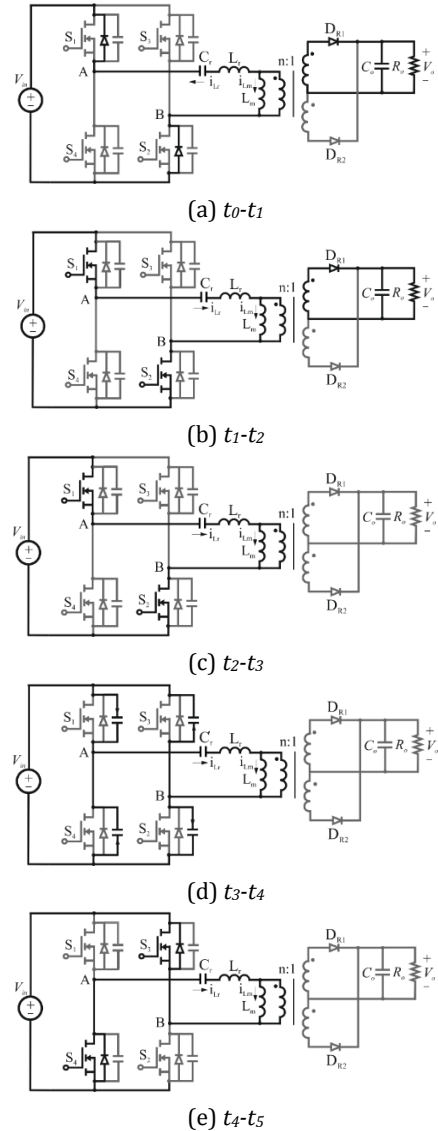 S1 S3 Cr Lr n:1 DR1 +
Vin A iLr iLm Lm Co Ro Vo
B −
S4 S2 DR2
(a) t0-t1
S1 S3 Cr Lr n:1 DR1 +
Vin A iLr iLm Lm Co Ro Vo
B −
S4 S2 DR2
(b) t1-t2
S1 S3 Cr Lr n:1 DR1 +
Vin A iLr iLm Lm Co Ro Vo
B −
S4 S2 DR2
(c) t2-t3
S1 S3 Cr Lr n:1 DR1 +
Vin A iLr iLm Lm Co Ro Vo
B −
S4 S2 DR2
(d) t3-t4
S1 S3 Cr Lr n:1 DR1 +
Vin A iLr iLm Lm Co Ro Vo
B −
S4 S2 DR2
(e) t4-t5